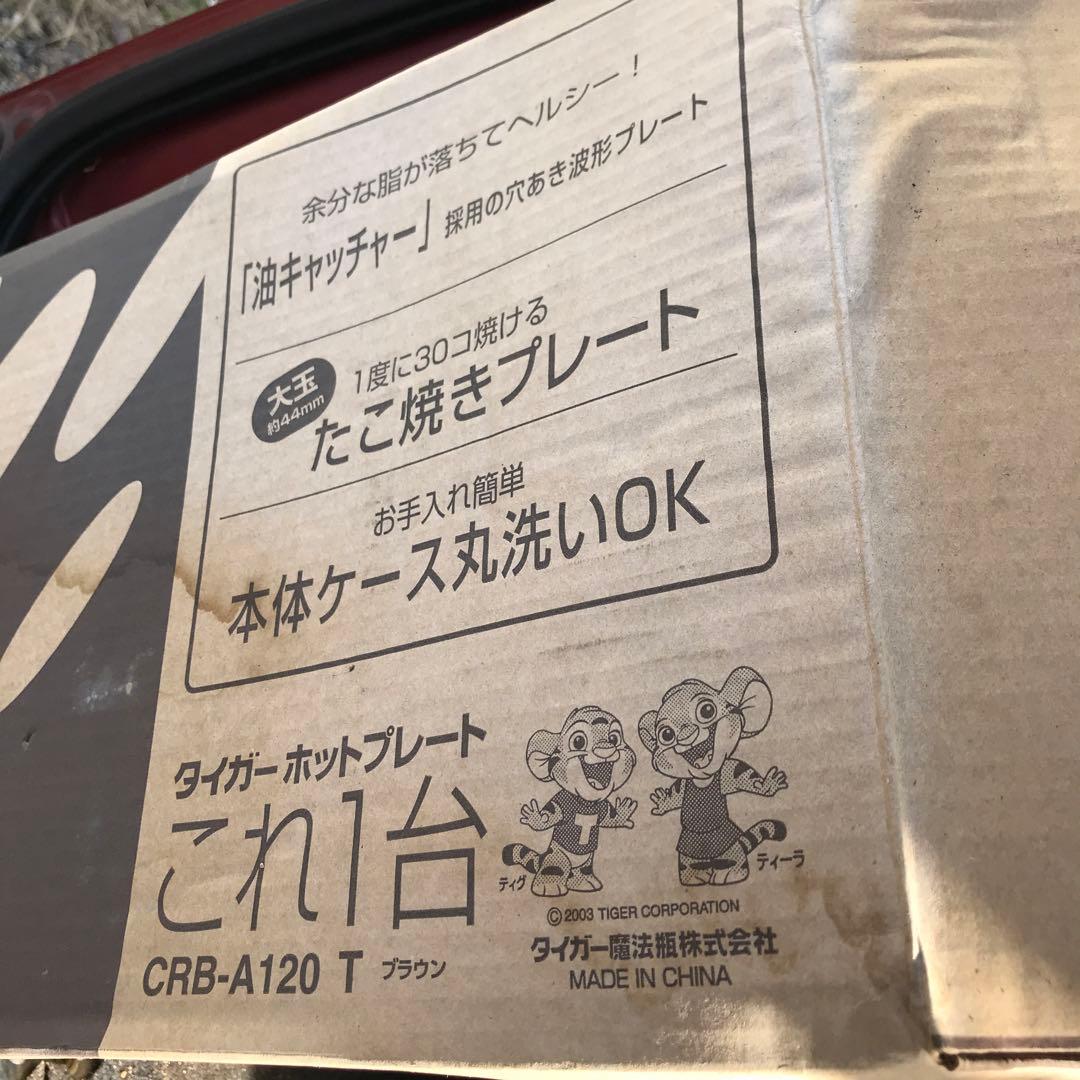 余分な脂が落ちてヘルシー！
「油キャッチャー」採用の穴あき波形プレート
大玉
約44mm
1度に30コ焼ける
たこ焼きプレート
お手入れ簡単
本体ケース丸洗いOK
タイガー ホットプレート
これ1台
CRB-A120 T ブラウン
T
ティグ
ティーラ
©2003 TIGER CORPORATION
タイガー魔法瓶株式会社
MADE IN CHINA